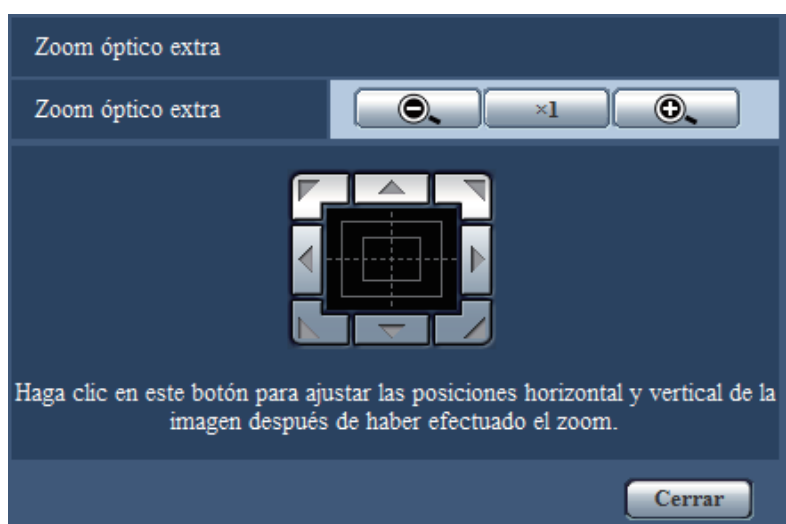 Zoom óptico extra
Zoom óptico extra
×1
Haga clic en este botón para ajustar las posiciones horizontal y vertical de la
imagen después de haber efectuado el zoom.
Cerrar